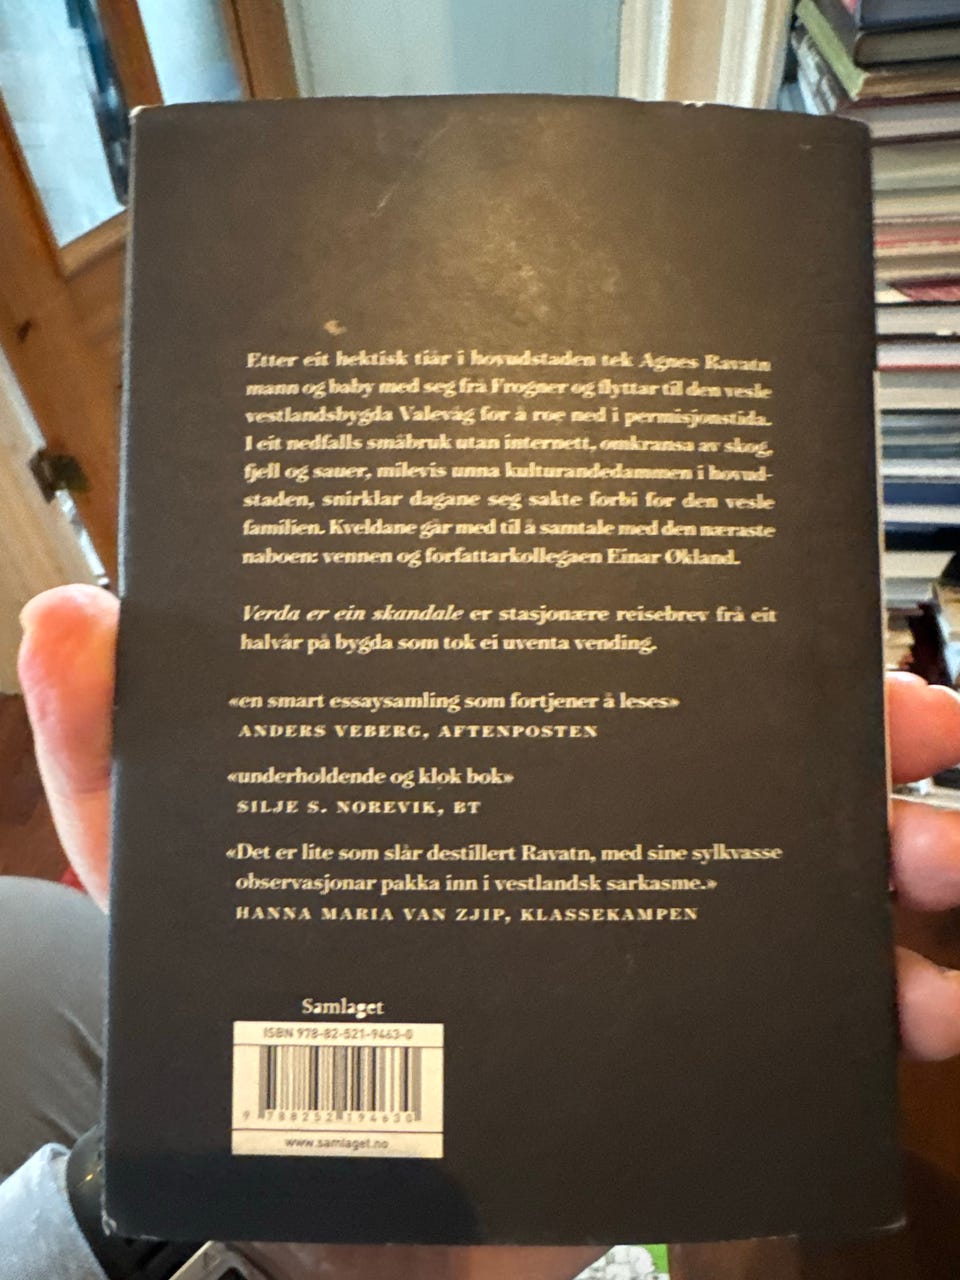 Etter eit hektisk tiår i hovudstaden tek Agnes Ravatn
mann og baby med seg frå Frogner og flyttar til den vesle
vestlandsbygda Valevåg for å roe ned i permisjonstida.
I eit nedfalls småbruk utan internett, omkransa av skog,
fjell og sauer, milevis unna kulturandedammen i hovud-
staden, snirklar dagane seg sakte forbi for den vesle
familien. Kveldane går med til å samtale med den næraste
naboen: vennen og forfattarkollegaen Einar Økland.
Verda er ein skandale er stasjonære reisebrev frå eit
halvår på bygda som tok ei uventa vending.
«en smart essaysamling som fortjener å leses»
ANDERS VEBERG, AFTENPOSTEN
«underholdende og klok bok»
SILJE S. NOREVIK, BT
«Det er lite som slår destillert Ravatn, med sine sylkvasse
observasjonar pakka inn i vestlandsk sarkasme.»
HANNA MARIA VAN ZJIP, KLASSEKAMPEN
Samlaget
ISBN 978-82-521-9463-0
9 788252 194630
www.samlaget.no